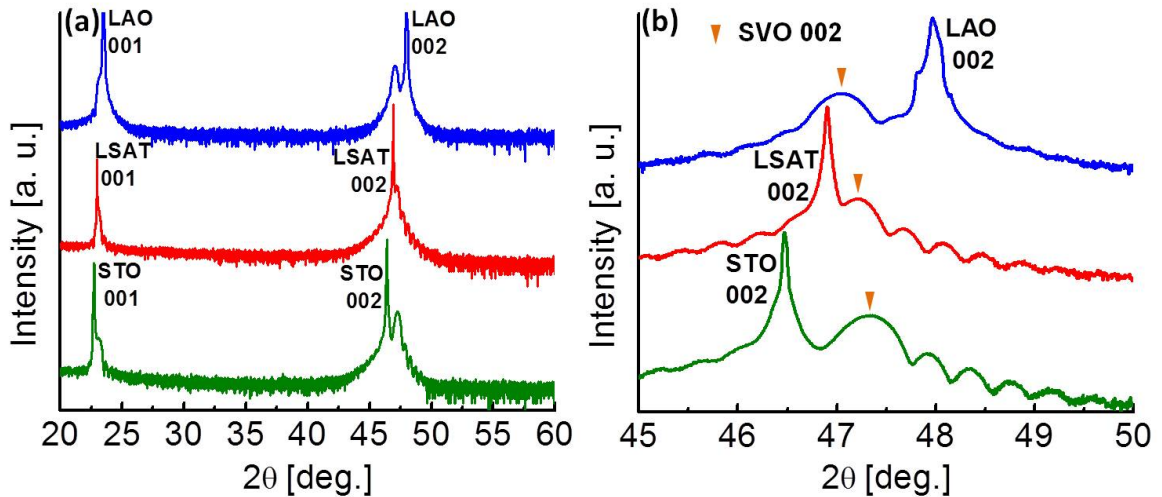 (a)
LAO
001
LAO
002
LSAT
001
LSAT
002
STO
001
STO
002
Intensity [a. u.]
20 25 30 35 40 45 50 55 60
2θ [deg.]
(b)
SVO 002
LAO
002
LSAT
002
STO
002
Intensity [a. u.]
45 46 47 48 49 50
2θ [deg.]